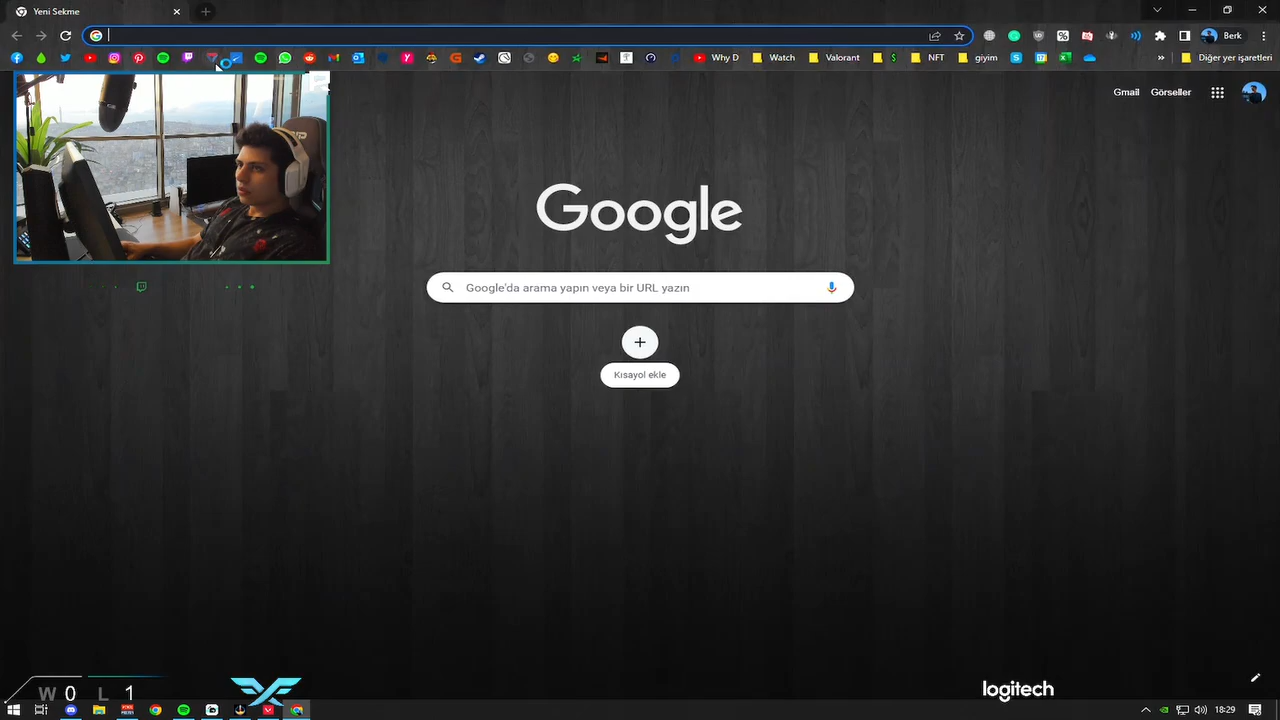 Yeni Sekme
Berk
Why D
Watch
Valorant
$
NFT
giyim
Diğer yer işaretleri
Gmail
Görseller
Google
Google'da arama yapın veya bir URL yazın
Kısayol ekle
W 0 L 1
logitech
18:29